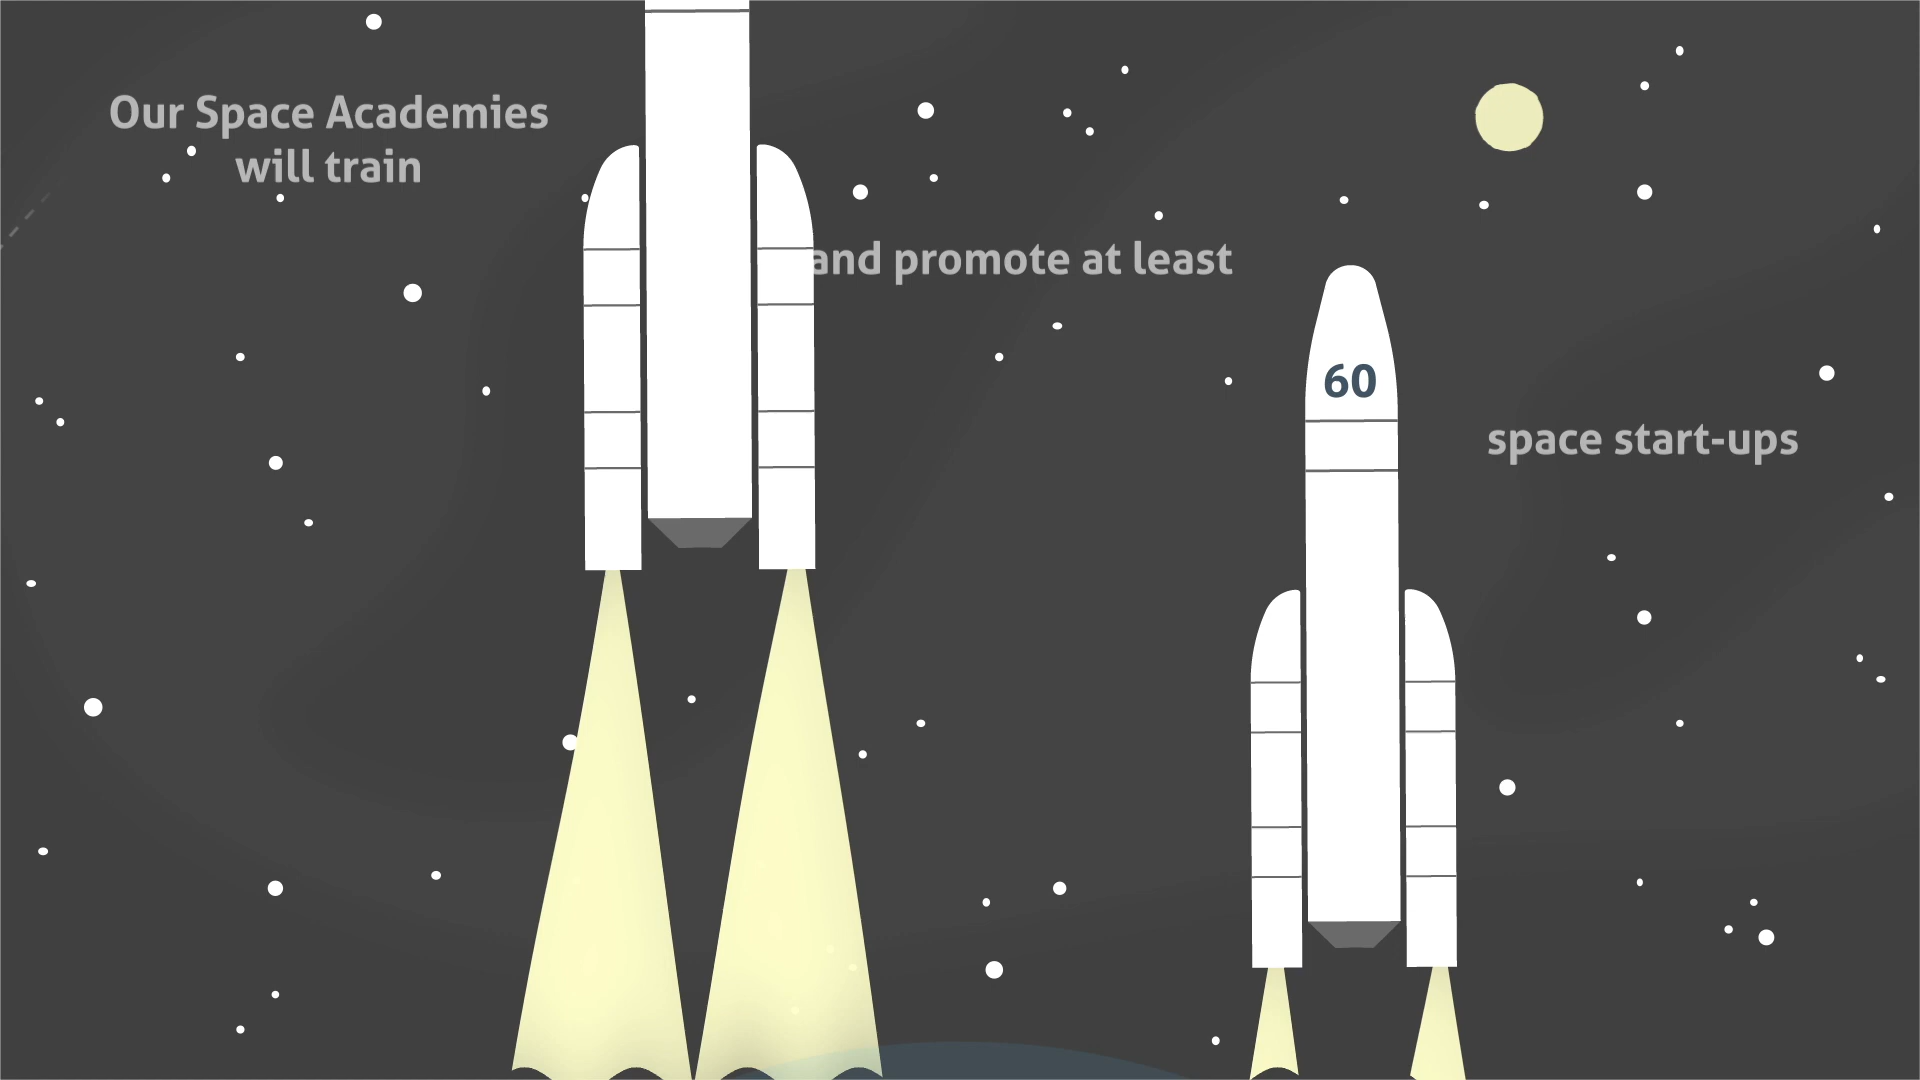 Our Space Academies
will train
and promote at least
60
space start-ups